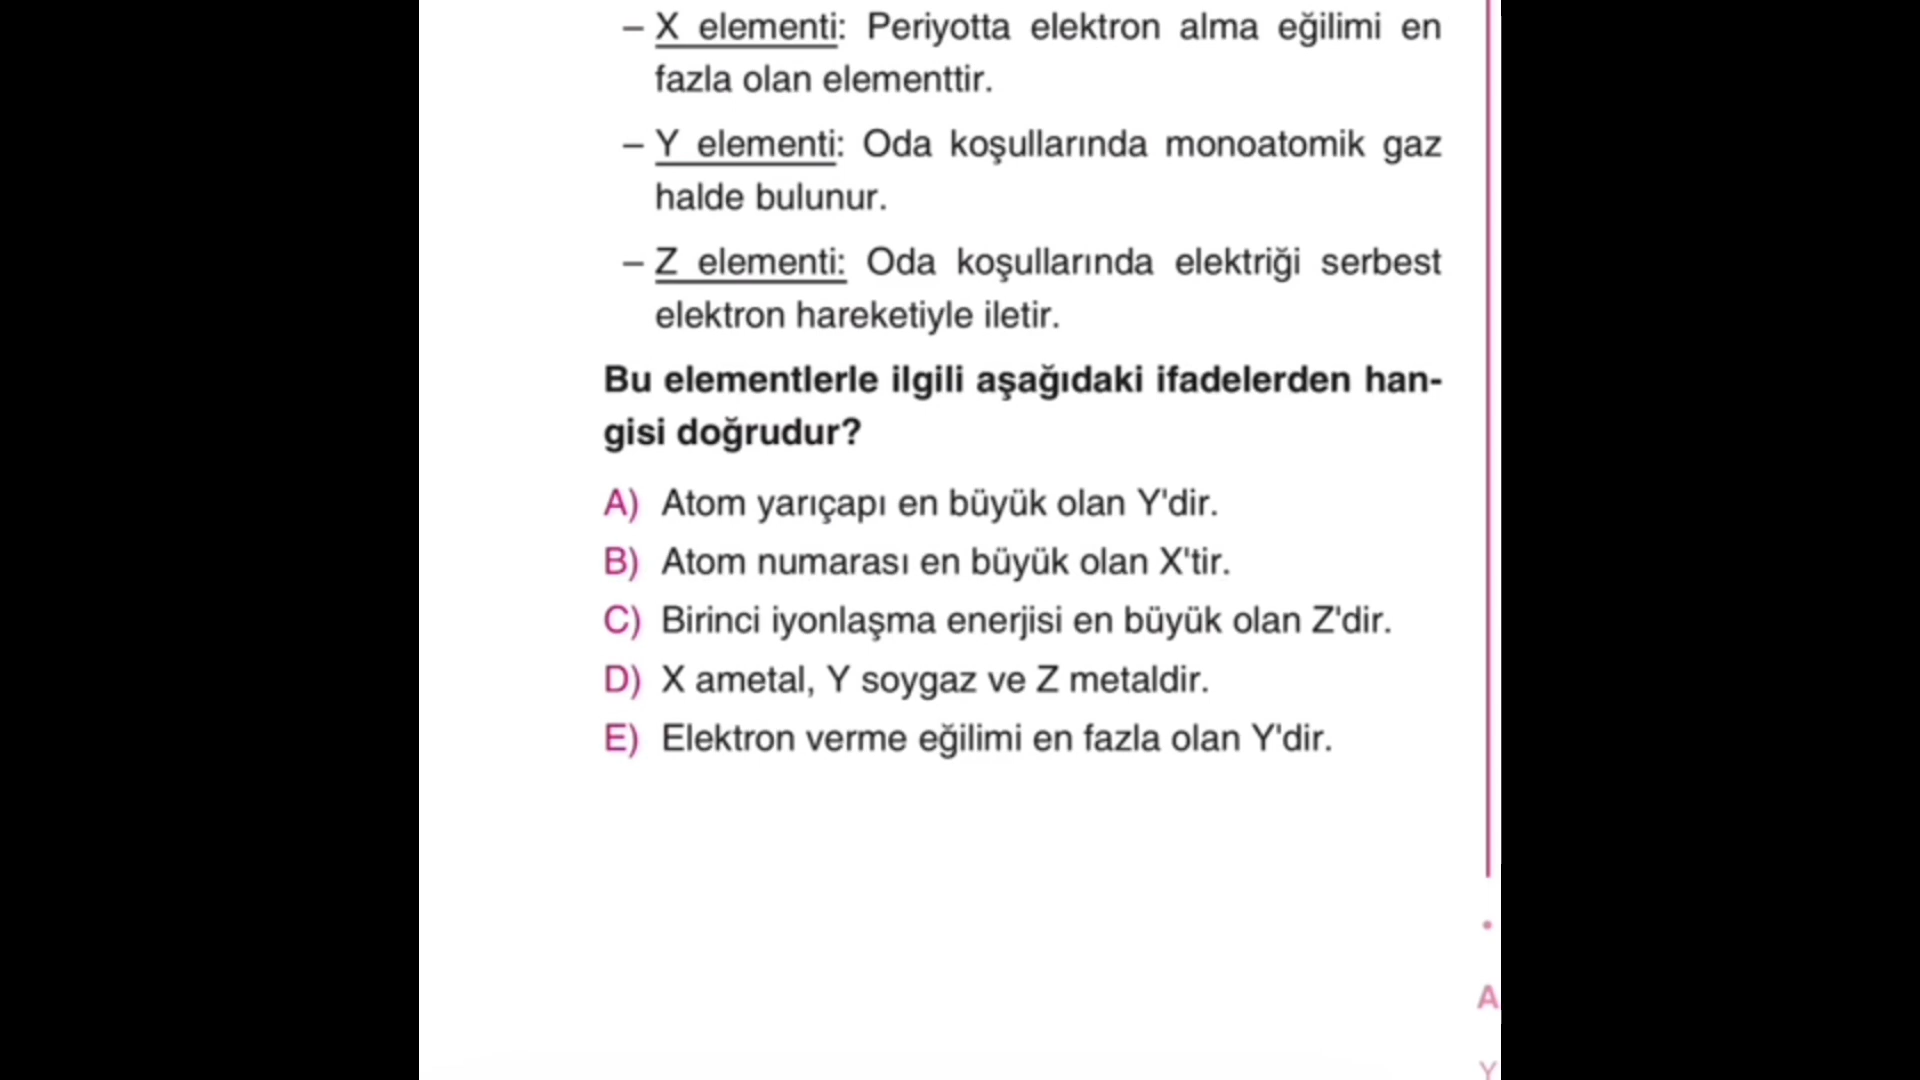 – X elementi: Periyotta elektron alma eğilimi en
fazla olan elementtir.
– Y elementi: Oda koşullarında monoatomik gaz
halde bulunur.
– Z elementi: Oda koşullarında elektriği serbest
elektron hareketiyle iletir.
Bu elementlerle ilgili aşağıdaki ifadelerden han-
gisi doğrudur?
A) Atom yarıçapı en büyük olan Y'dir.
B) Atom numarası en büyük olan X'tir.
C) Birinci iyonlaşma enerjisi en büyük olan Z'dir.
D) X ametal, Y soygaz ve Z metaldir.
E) Elektron verme eğilimi en fazla olan Y'dir.
•
A
Y